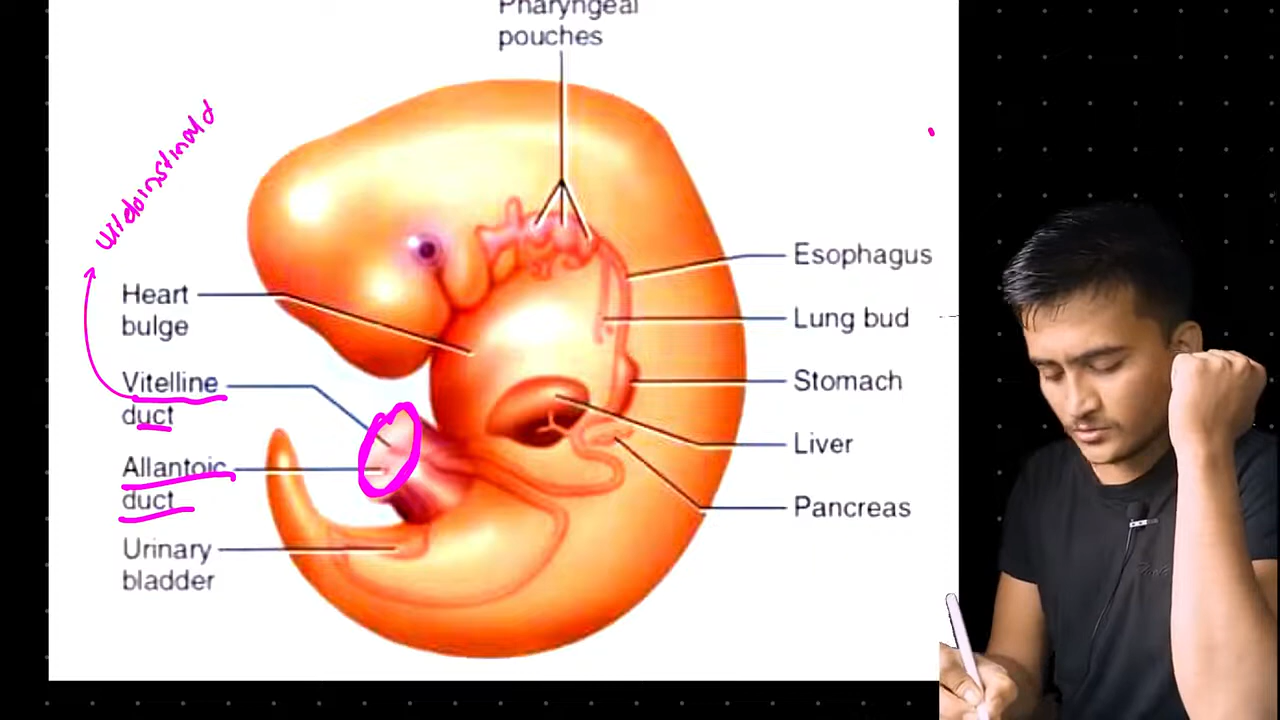 Pharyngeal
pouches
Heart
bulge
Vitelline
duct
Allantoic
duct
Urinary
bladder
Esophagus
Lung bud
Stomach
Liver
Pancreas